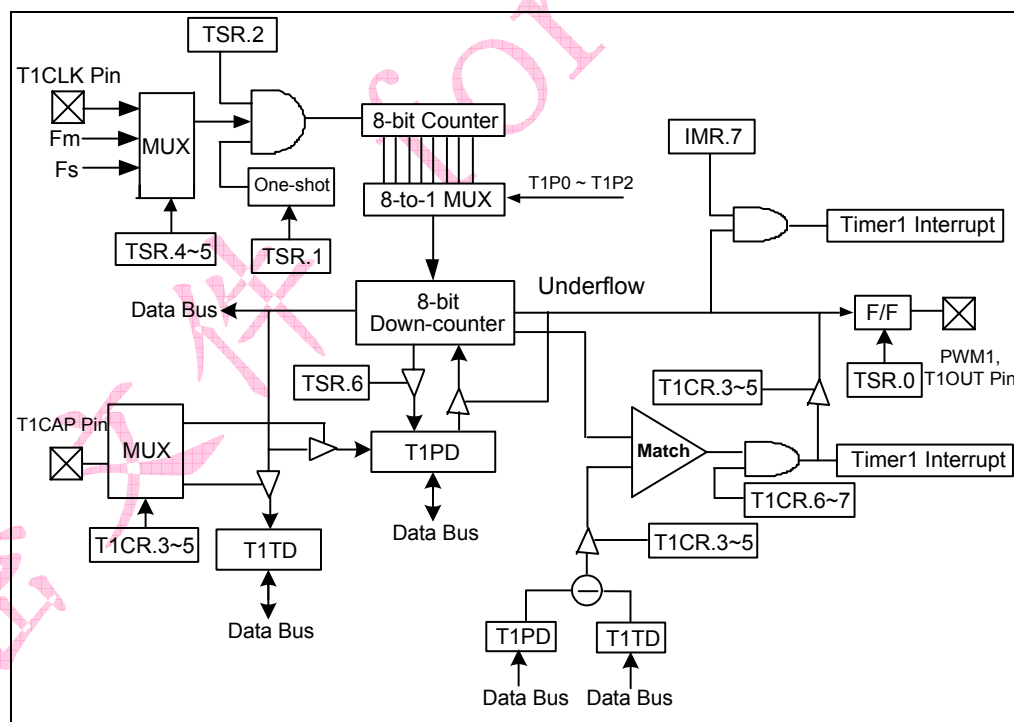 TSR.2
T1CLK Pin
Fm
Fs
MUX
8-bit Counter
One-shot
8-to-1 MUX
T1P0 ~ T1P2
IMR.7
Timer1 Interrupt
TSR.4~5
TSR.1
Data Bus
8-bit
Down-counter
Underflow
F/F
TSR.6
TSR.0
PWM1,
T1OUT Pin
T1CAP Pin
MUX
T1PD
T1CR.3~5
Match
Timer1 Interrupt
T1CR.6~7
T1CR.3~5
T1TD
Data Bus
T1CR.3~5
Data Bus
T1PD
T1TD
Data Bus
Data Bus
for